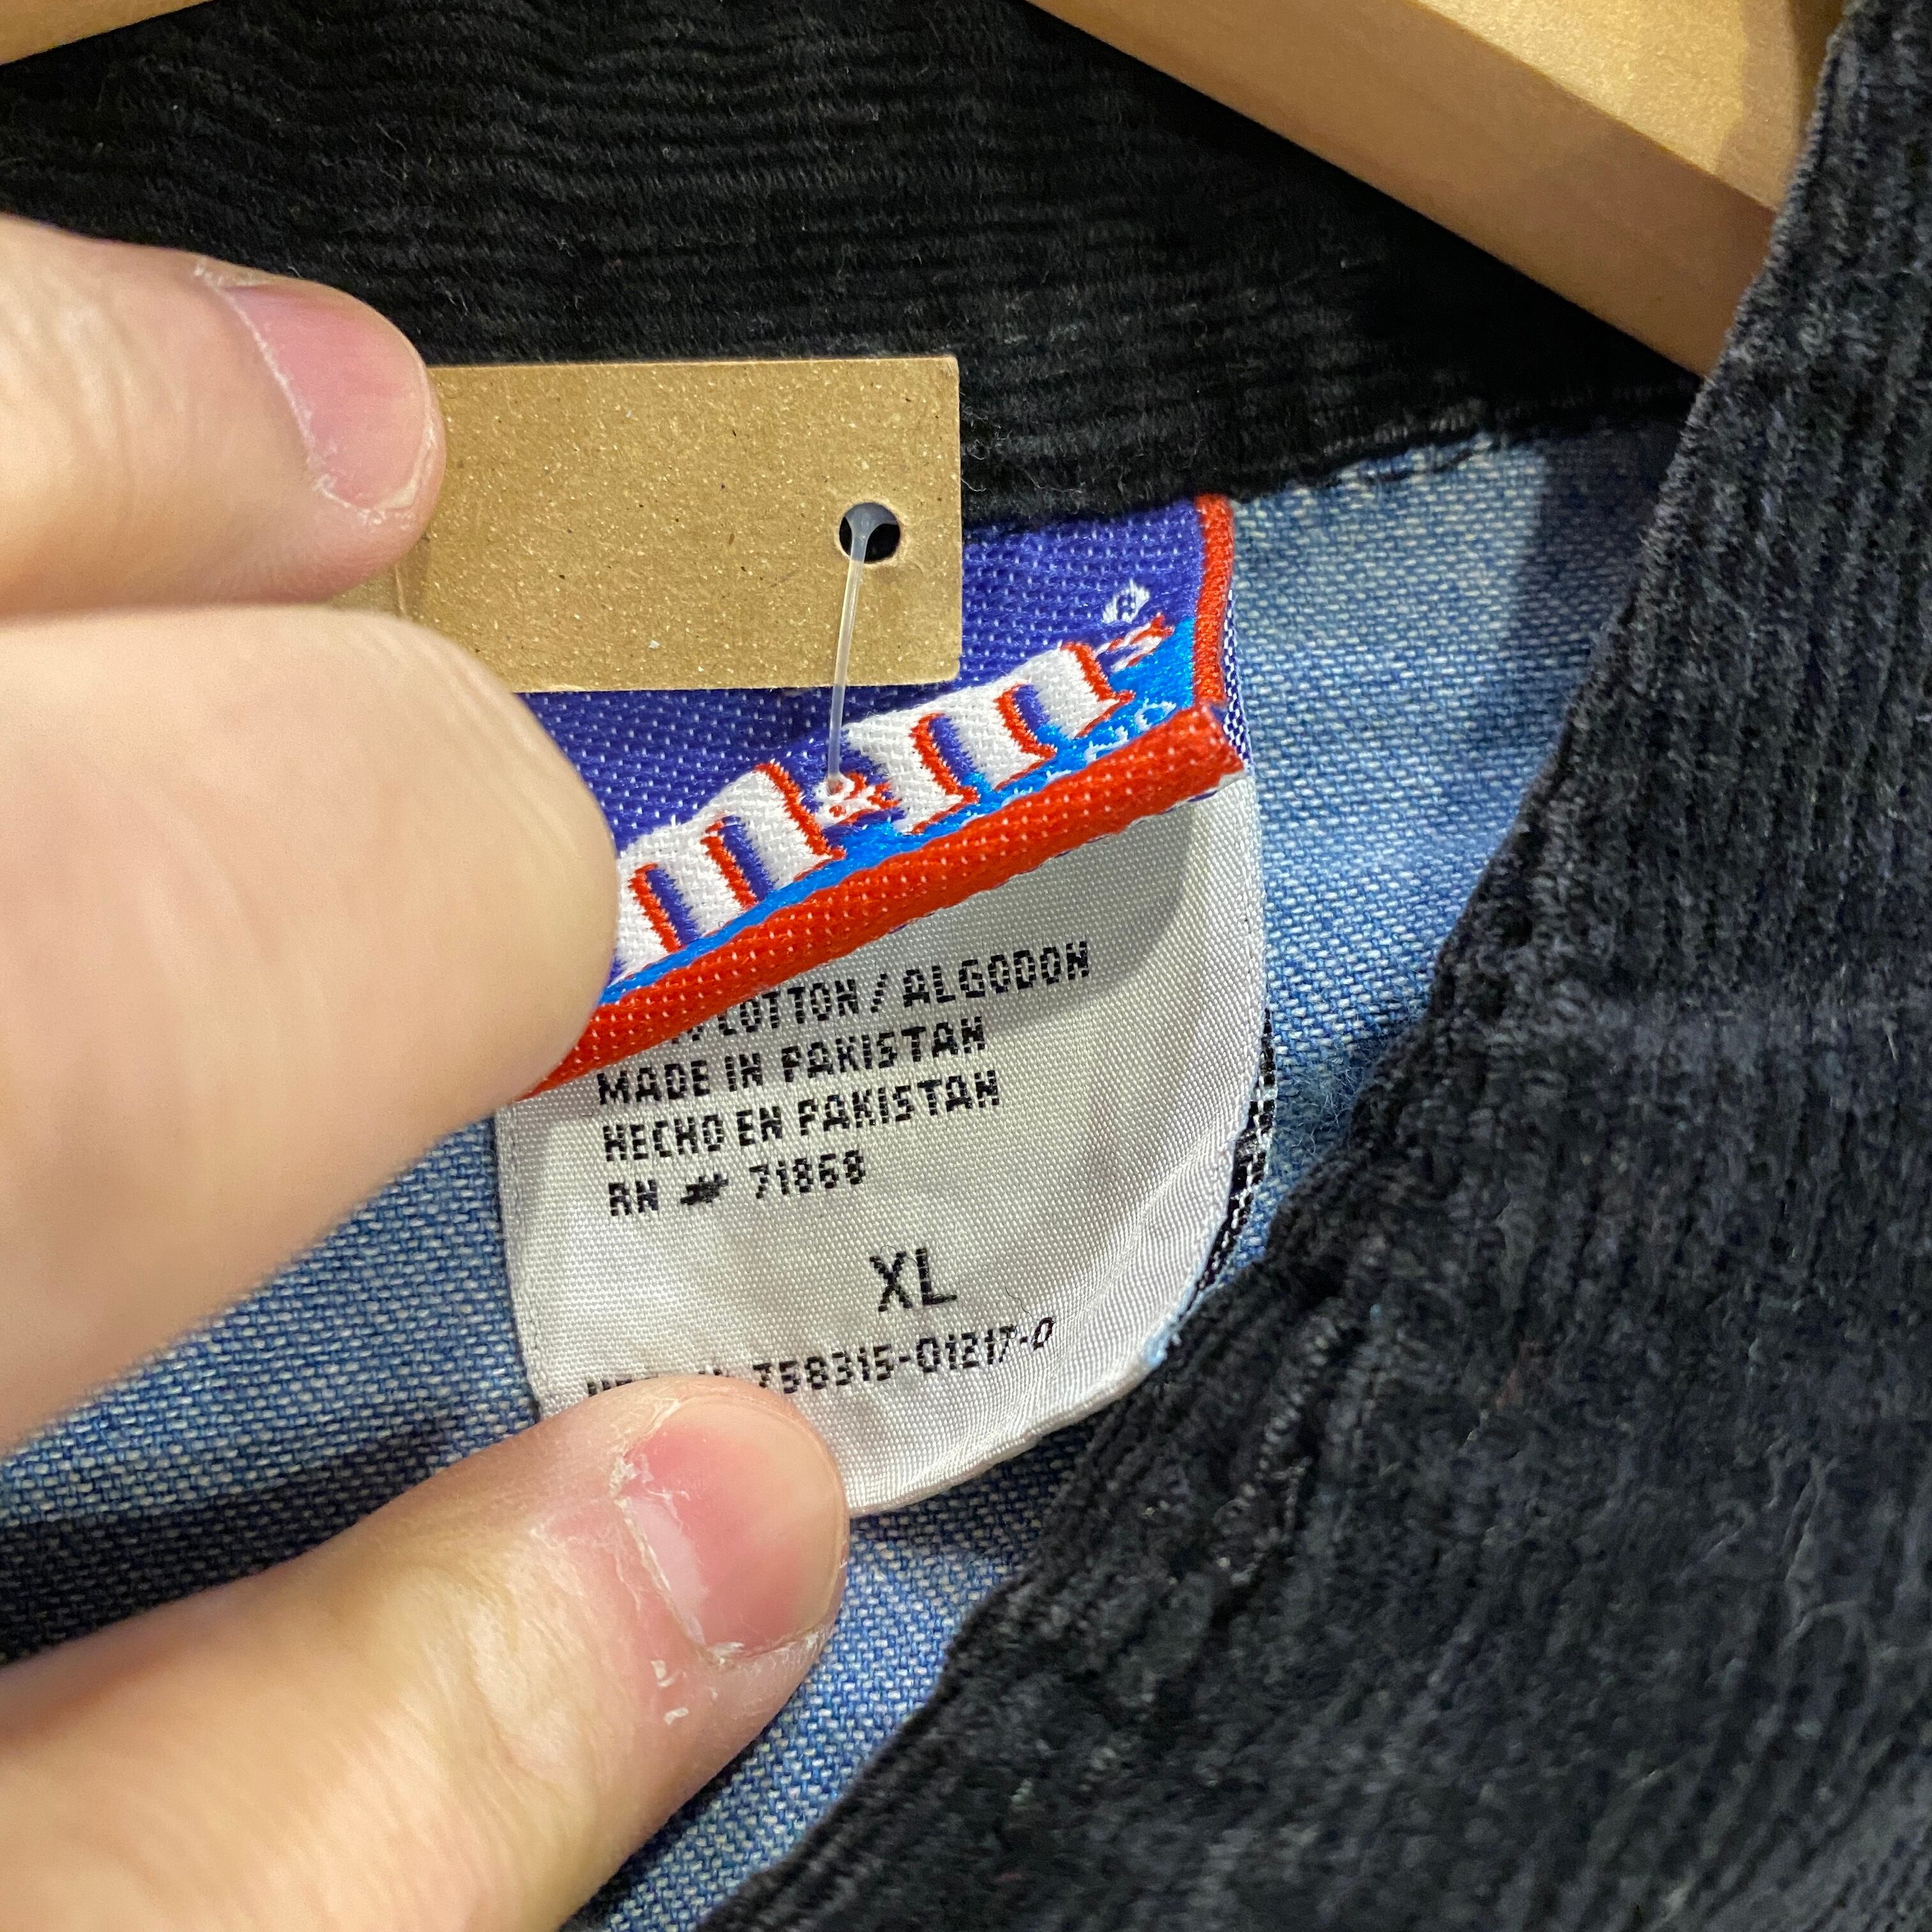 m&m's
COTTON / ALGODON
MADE IN PAKISTAN
HECHO EN PAKISTAN
RN # 71868
XL
758315-01217-0